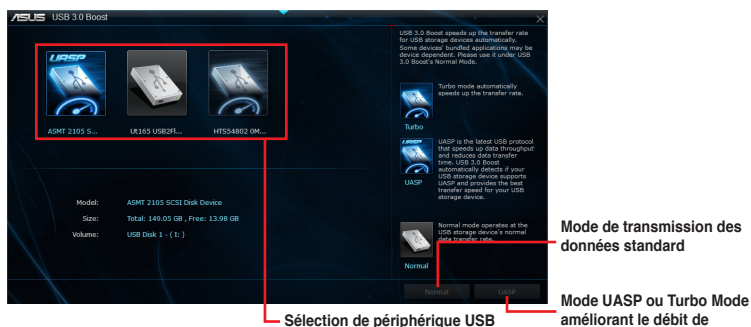 ASUS USB 3.0 Boost
UASP
ASMT 2105 S...
Ut165 USB2Fl...
HTS54802 0M...
Model: ASMT 2105 SCSI Disk Device
Size: Total: 149.05 GB , Free: 13.98 GB
Volume: USB Disk 1 - ( I: )
USB 3.0 Boost speeds up the transfer rate
for USB storage devices automatically.
Some devices' bundled applications may be
device dependent. Please use it under USB
3.0 Boost's Normal Mode.
Turbo mode automatically
speeds up the transfer rate.
Turbo
UASP
UASP is the latest USB protocol
that speeds up data throughput
and reduces data transfer
time. USB 3.0 Boost
automatically detects if your
USB storage device supports
UASP and provides the best
transfer speed for your USB
storage device.
UASP
Normal mode operates at the
USB storage device's normal
data transfer rate.
Normal
Normal
UASP
Mode de transmission des
données standard
Mode UASP ou Turbo Mode
améliorant le débit de
Sélection de périphérique USB